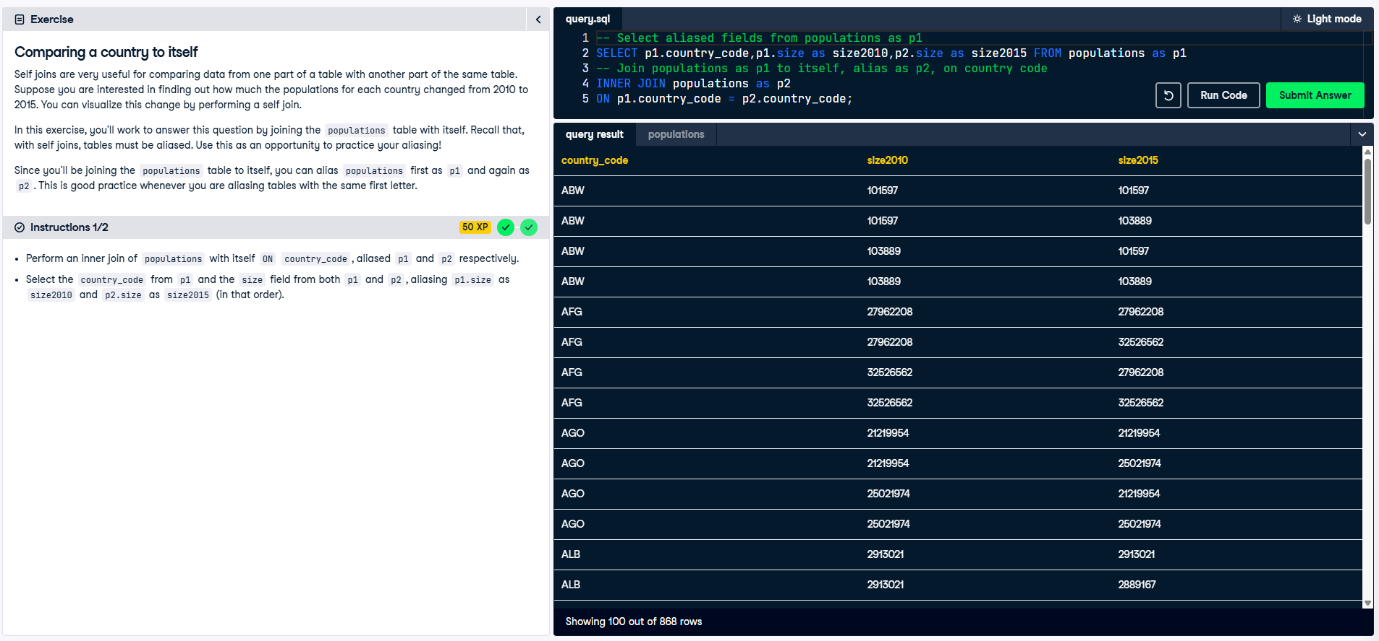 Exercise
Comparing a country to itself
Self joins are very useful for comparing data from one part of a table with another part of the same table.
Suppose you are interested in finding out how much the populations for each country changed from 2010 to
2015. You can visualize this change by performing a self join.
In this exercise, you'll work to answer this question by joining the populations table with itself. Recall that,
with self joins, tables must be aliased. Use this as an opportunity to practice your aliasing!
Since you'll be joining the populations table to itself, you can alias populations first as p1 and again as
p2. This is good practice whenever you are aliasing tables with the same first letter.
Instructions 1/2
50 XP
• Perform an inner join of populations with itself ON country_code, aliased p1 and p2 respectively.
• Select the country_code from p1 and the size field from both p1 and p2, aliasing p1.size as
size2010 and p2.size as size2015 (in that order).
query.sql
Light mode
1 -- Select aliased fields from populations as p1
2 SELECT p1.country_code,p1.size as size2010,p2.size as size2015 FROM populations as p1
3 -- Join populations as p1 to itself, alias as p2, on country code
4 INNER JOIN populations as p2
5 ON p1.country_code = p2.country_code;
Run Code
Submit Answer
query result populations
country_code size2010 size2015
ABW 101597 101597
ABW 101597 103889
ABW 103889 101597
ABW 103889 103889
AFG 27962208 27962208
AFG 27962208 32526562
AFG 32526562 27962208
AFG 32526562 32526562
AGO 21219954 21219954
AGO 21219954 25021974
AGO 25021974 21219954
AGO 25021974 25021974
ALB 2913021 2913021
ALB 2913021 2889167
Showing 100 out of 868 rows